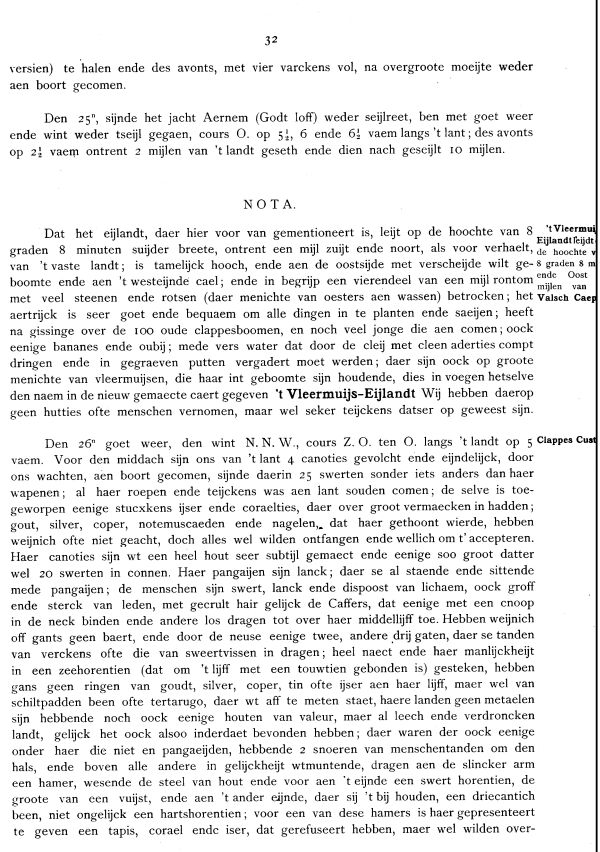 32
versien) te halen ende des avonts, met vier varckens vol, na overgroote moeijte weder
aen boort gecomen.
Den 25ⁿ, sijnde het jacht Aernem (Godt loff) weder seijlreet, ben met goet weer
ende wint weder tseijl gegaen, cours O. op 5½, 6 ende 6½ vaem langs 't lant; des avonts
op 2½ vaem ontrent 2 mijlen van 't landt geseth ende dien nach geseijlt 10 mijlen.
NOTA.
Dat het eijlandt, daer hier voor van gementioneert is, leijt op de hoochte van 8
graden 8 minuten suijder breete, ontrent een mijl zuijt ende noort, als voor verhaelt,
van 't vaste landt; is tamelijck hooch, ende aen de oostsijde met verscheijde wilt ge-
boomte ende aen 't westeijnde cael; ende in begrijp een vierendeel van een mijl rontom
met veel steenen ende rotsen (daer menichte van oesters aen wassen) betrocken; het
aertrijck is seer goet ende bequaem om alle dingen in te planten ende saeijen; heeft
na gissinge over de 100 oude clappesboomen, en noch veel jonge die aen comen; oock
eenige bananes ende oubij; mede vers water dat door de cleij met cleen aderties compt
dringen ende in gegraeven putten vergadert moet werden; daer sijn oock op groote
menichte van vleermuijsen, die haar int geboomte sijn houdende, dies in voegen hetselve
den naem in de nieuw gemaecte caert gegeven 't Vleermuijs-Eijlandt Wij hebben daerop
geen hutties ofte menschen vernomen, maar wel seker teijckens datser op geweest sijn.
't Vleermui
Eijlandt leijdt
de hoochte v
8 graden 8 m
ende Oost
mijlen van
Valsch Caep
Den 26ⁿ goet weer, den wint N. N. W., cours Z. O. ten O. langs 't landt op 5
vaem. Voor den middach sijn ons van 't lant 4 canoties gevolcht ende eijndelijck, door
ons wachten, aen boort gecomen, sijnde daerin 25 swerten sonder iets anders dan haer
wapenen; al haer roepen ende teijckens was aen lant souden comen; de selve is toe-
geworpen eenige stucxkens ijser ende coraelties, daer over groot vermaecken in hadden;
gout, silver, coper, notemuscaeden ende nagelen, dat haer gethoont wierde, hebben
weijnich ofte niet geacht, doch alles wel wilden ontfangen ende wellich om t' accepteren.
Haer canoties sijn wt een heel hout seer subtijl gemaect ende eenige soo groot datter
wel 20 swerten in connen. Haer pangaijen sijn lanck; daer se al staende ende sittende
mede pangaijen; de menschen sijn swert, lanck ende dispoost van lichaem, oock groff
ende sterck van leden, met gecrult hair gelijck de Caffers, dat eenige met een cnoop
in de neck binden ende andere los dragen tot over haer middellijff toe. Hebben weijnich
off gants geen baert, ende door de neuse eenige twee, andere drij gaten, daer se tanden
van verckens ofte die van sweertvissen in dragen; heel naect ende haer manlijckheijt
in een zeehorentien (dat om 't lijff met een touwtien gebonden is) gesteken, hebben
gans geen ringen van goudt, silver, coper, tin ofte ijser aen haer lijff, maer wel van
schiltpadden been ofte tertarugo, daer wt aff te meten staet, haere landen geen metaelen
sijn hebbende noch oock eenige houten van valeur, maer al leech ende verdroncken
landt, gelijck het oock alsoo inderdaet bevonden hebben; daer waren der oock eenige
onder haer die niet en pangaeijden, hebbende 2 snoeren van menschentanden om den
hals, ende boven alle andere in gelijckheijt wtmuntende, dragen aen de slincker arm
een hamer, wesende de steel van hout ende voor aen 't eijnde een swert horentien, de
groote van een vuijst, ende aen 't ander eijnde, daer sij 't bij houden, een driecantich
been, niet ongelijck een hartshorentien; voor een van dese hamers is haer gepresenteert
te geven een tapis, corael ende iser, dat gerefuseert hebben, maer wel wilden over-
Clappes Cust